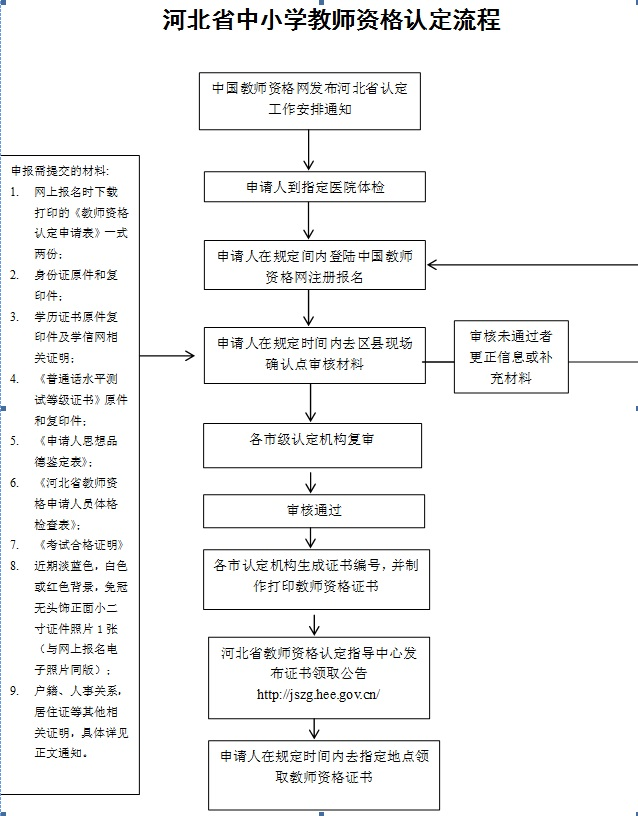 河北省中小学教师资格认定流程
中国教师资格网发布河北省认定
工作安排通知
申请人到指定医院体检
申请人在规定间内登陆中国教师
资格网注册报名
申请人在规定时间内去区县现场
确认点审核材料
审核未通过者
更正信息或补
充材料
各市级认定机构复审
审核通过
各市认定机构生成证书编号,并制
作打印教师资格证书
河北省教师资格认定指导中心发
布证书领取公告
http://jszg.hee.gov.cn/
申请人在规定时间内去指定地点领
取教师资格证书
申报需提交的材料:
1. 网上报名时下载
打印的《教师资格
认定申请表》一式
两份;
2. 身份证原件和复
印件;
3. 学历证书原件复
印件及学信网相
关证明;
4. 《普通话水平测
试等级证书》原件
和复印件;
5. 《申请人思想品
德鉴定表》;
6. 《河北省教师资
格申请人员体格
检查表》;
7. 《考试合格证明》
8. 近期淡蓝色，白色
或红色背景，免冠
无头饰正面小二
寸证件照片1张
（与网上报名电
子照片同版）;
9. 户籍、人事关系，
居住证等其他相
关证明，具体详见
正文通知。